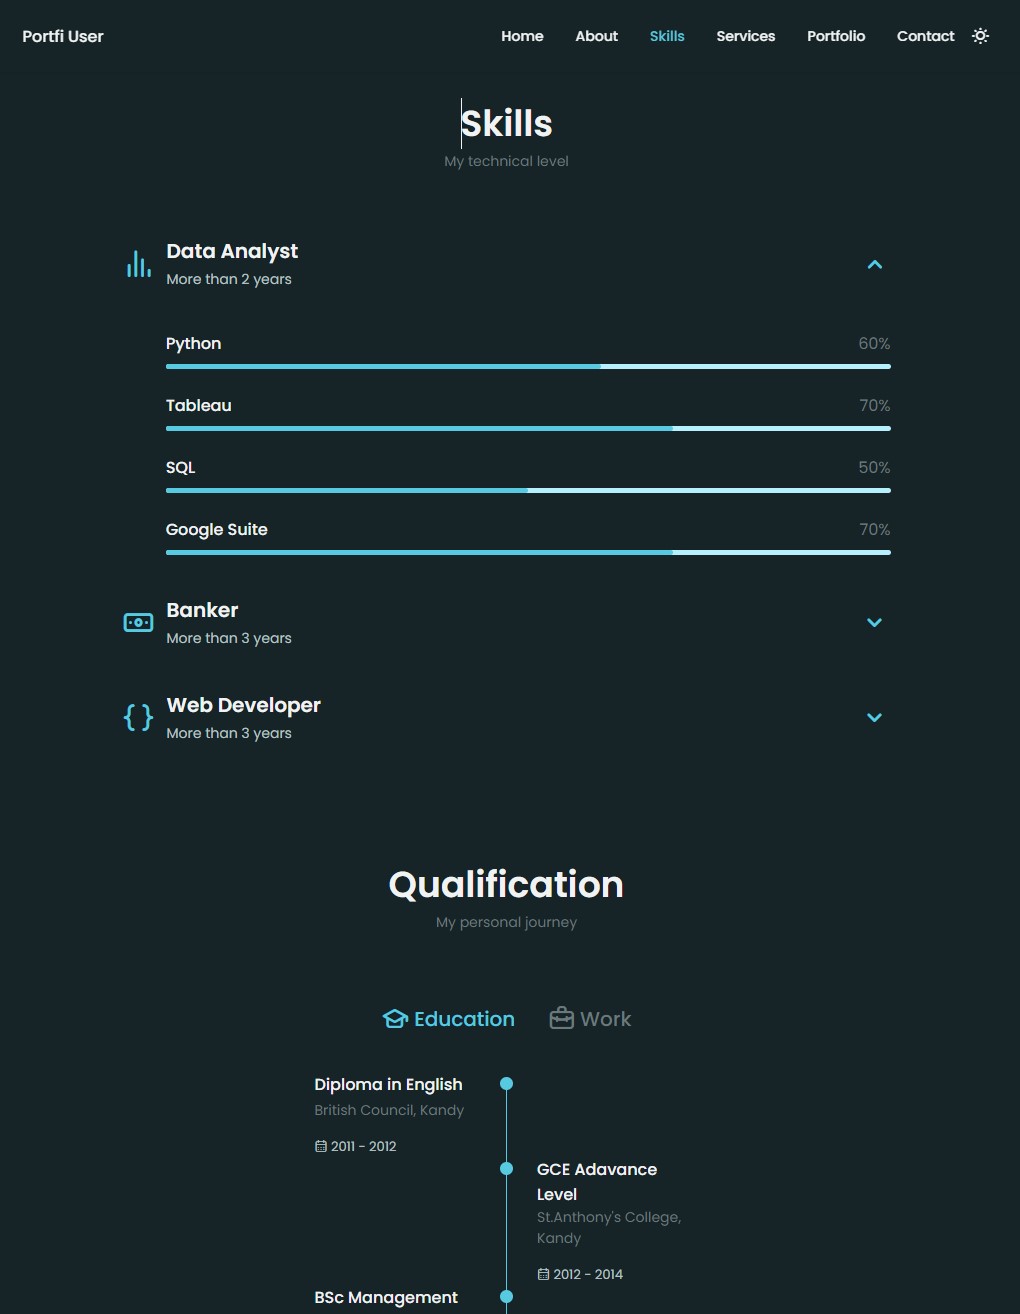 Portfi User
Home About Skills Services Portfolio Contact
Skills
My technical level
Data Analyst
More than 2 years
Python 60%
Tableau 70%
SQL 50%
Google Suite 70%
Banker
More than 3 years
Web Developer
More than 3 years
Qualification
My personal journey
Education Work
Diploma in English
British Council, Kandy
2011 - 2012
GCE Adavance
Level
St.Anthony's College,
Kandy
2012 - 2014
BSc Management